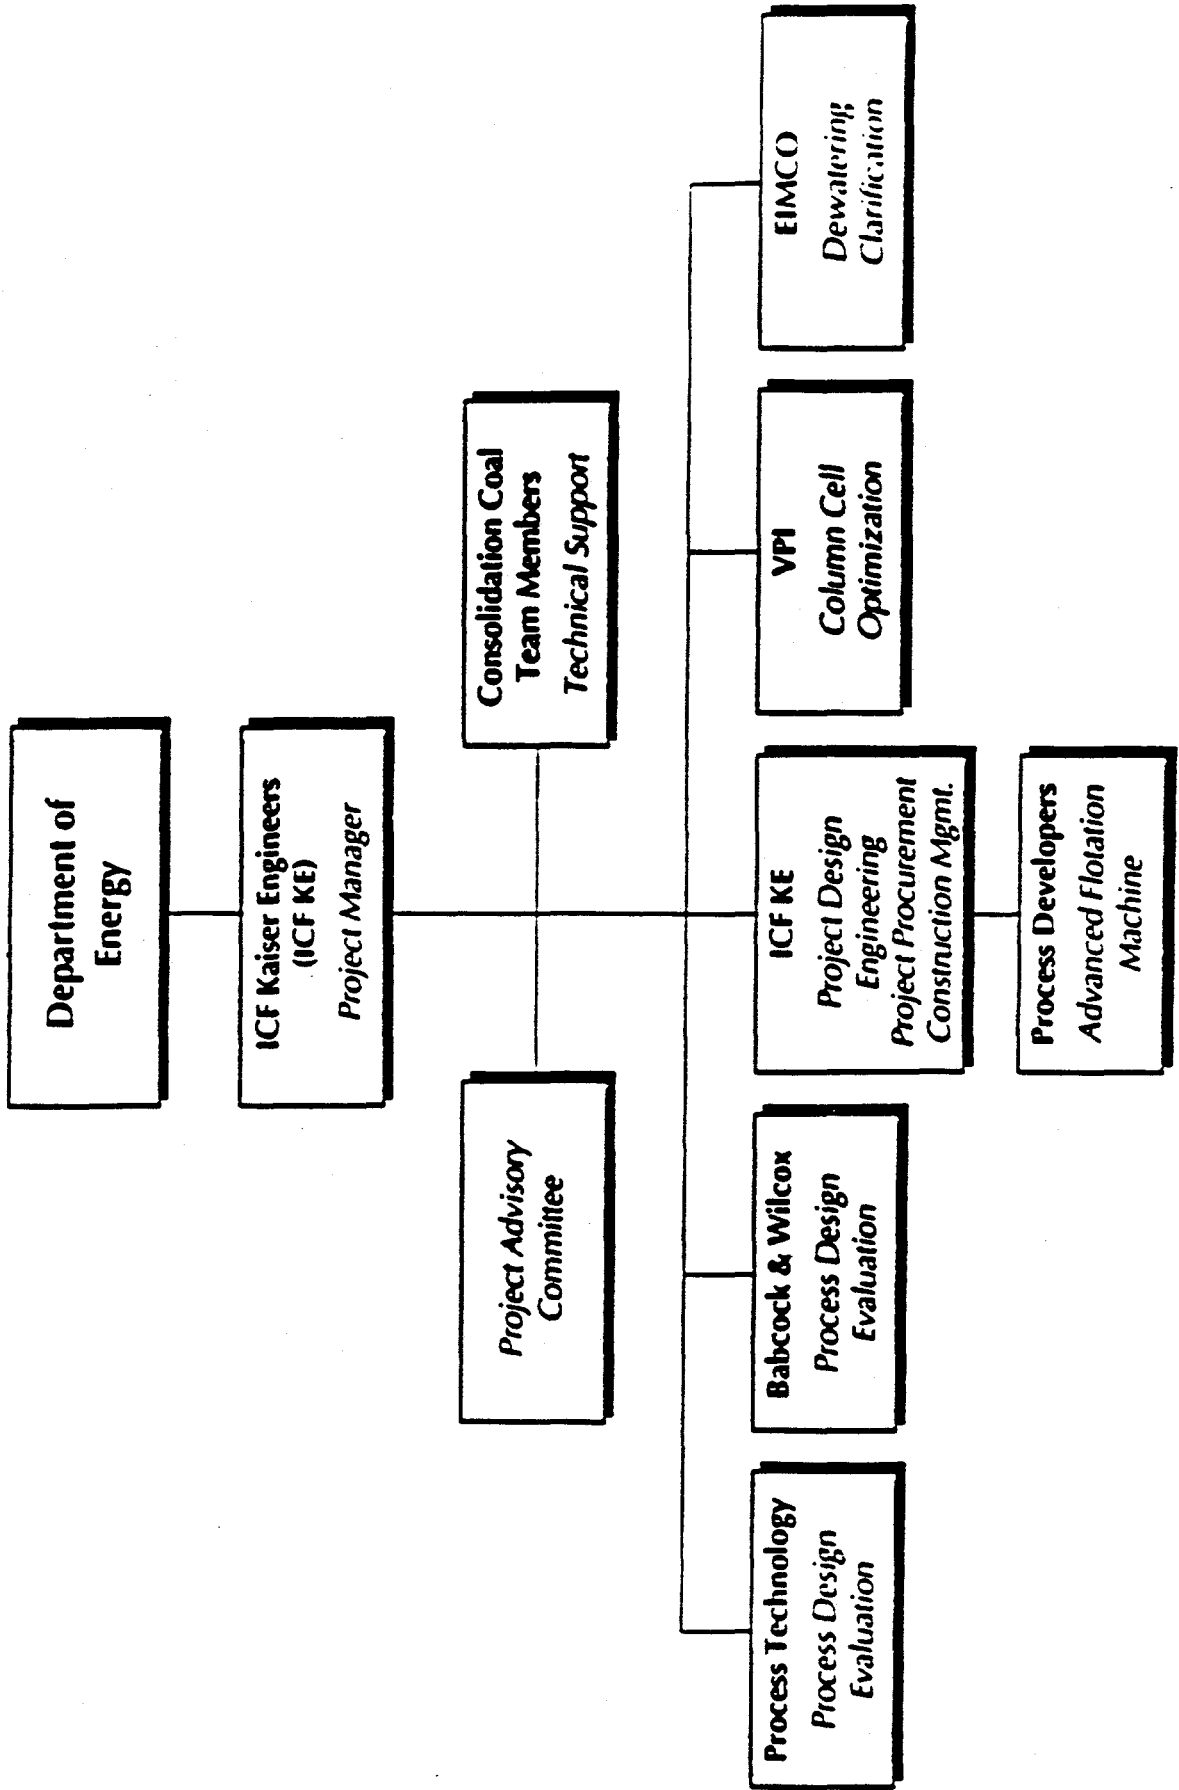 Department of
Energy
ICF Kaiser Engineers
(ICF KE)
Project Manager
Project Advisory
Committee
Consolidation Coal
Team Members
Technical Support
Process Technology
Process Design
Evaluation
Babcock & Wilcox
Process Design
Evaluation
ICF KE
Project Design
Engineering
Project Procurement
Construction Mgmt.
VPI
Column Cell
Optimization
EIMCO
Dewatering
Clarification
Process Developers
Advanced Flotation
Machine